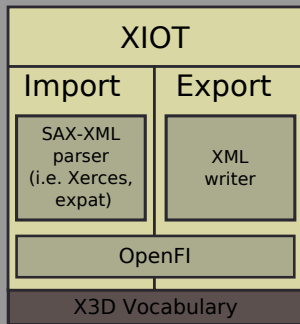 XIOT
Import
Export
SAX-XML
parser
(i.e. Xerces,
expat)
XML
writer
OpenFI
X3D Vocabulary